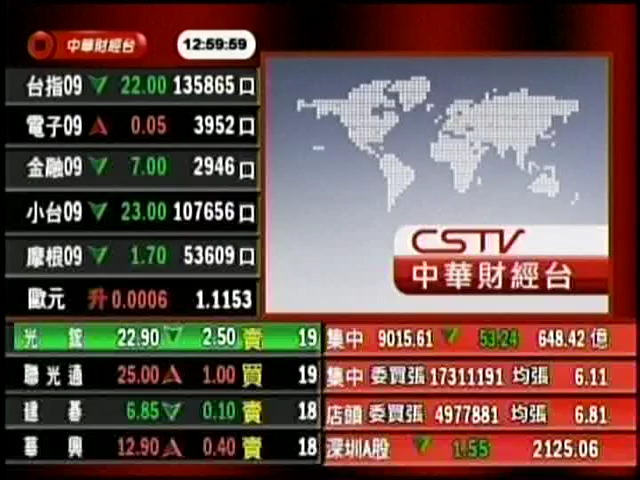 中華財經台 12:59:59
台指09 22.00 135865口
電子09 0.05 3952口
金融09 7.00 2946口
小台09 23.00 107656口
摩根09 1.70 53609口
歐元 升0.0006 1.1153
CSTV
中華財經台
光鋐 22.90 2.50 賣 19
聯光通 25.00 1.00 買 19
建碁 6.85 0.10 賣 18
華興 12.90 0.40 賣 18
集中 9015.61 53.24 648.42億
集中 委買張 17311191 均張 6.11
店頭 委買張 4977881 均張 6.81
深圳A股 1.55 2125.06